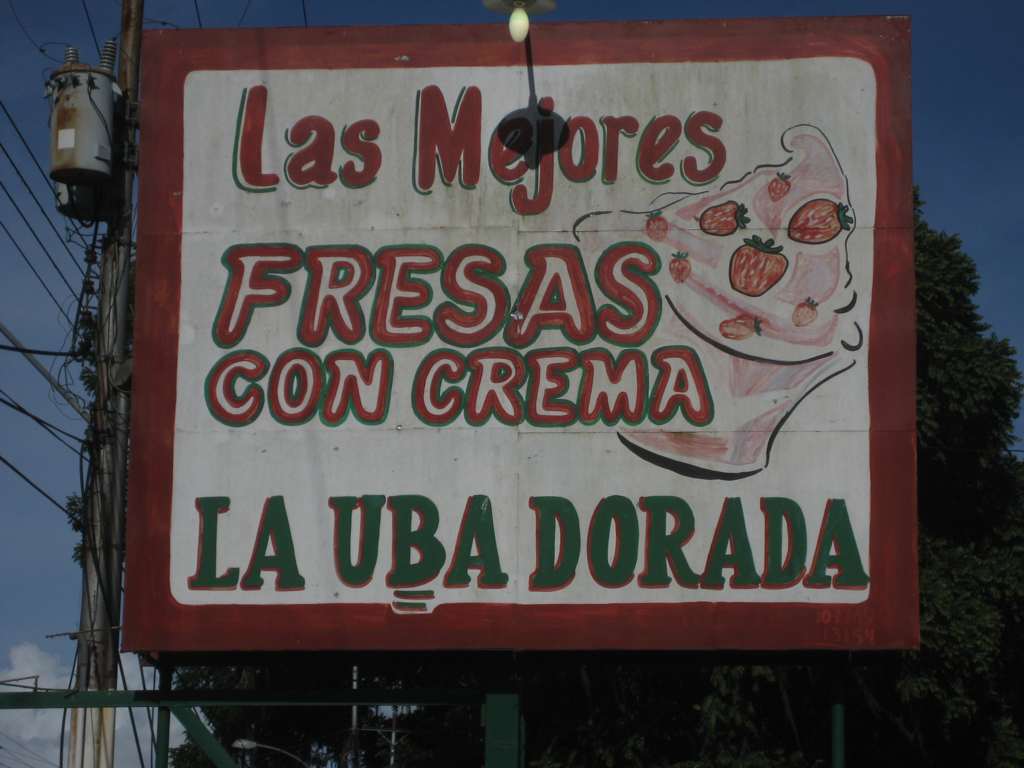 Las Mejores
FRESAS
CON CREMA
LA UBA DORADA